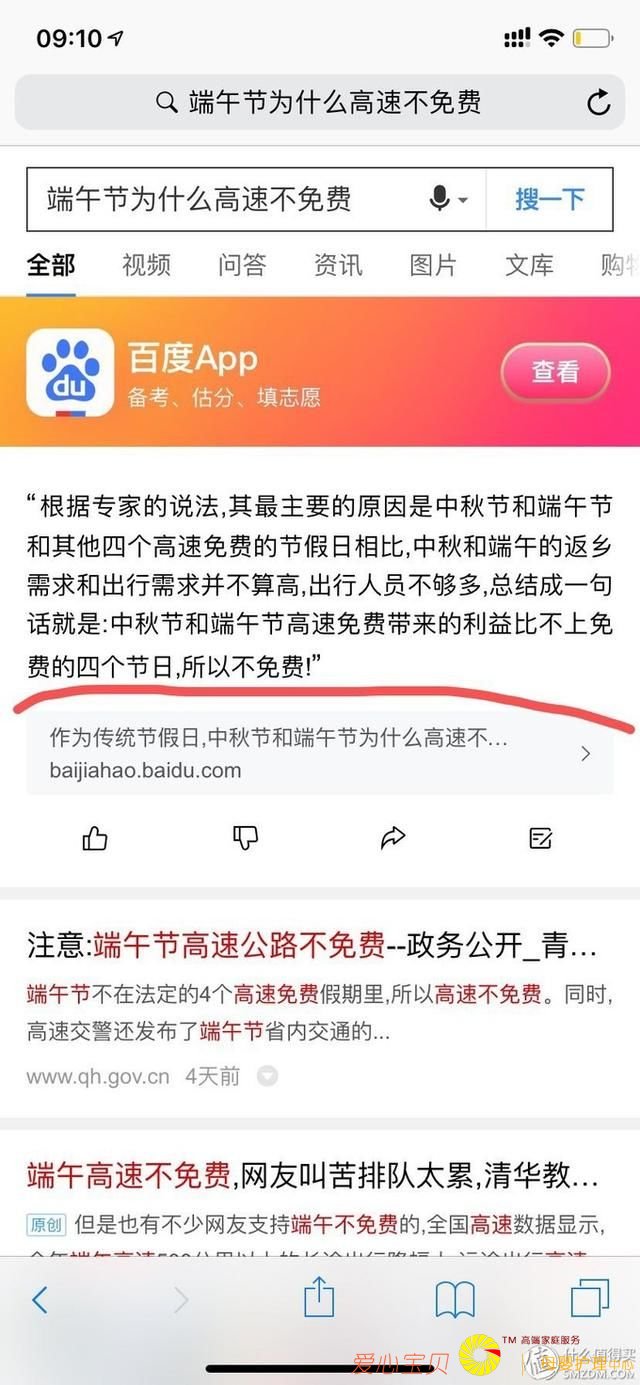 09:10
端午节为什么高速不免费
端午节为什么高速不免费
搜一下
全部 视频 问答 资讯 图片 文库 购物
du
百度App
备考、估分、填志愿
查看
“根据专家的说法,其最主要的原因是中秋节和端午节
和其他四个高速免费的节假日相比,中秋和端午的返乡
需求和出行需求并不算高,出行人员不够多,总结成一句
话就是:中秋节和端午节高速免费带来的利益比不上免
费的四个节日,所以不免费!”
作为传统节假日,中秋节和端午节为什么高速不...
baijiahao.baidu.com
注意:端午节高速公路不免费--政务公开_青...
端午节不在法定的4个高速免费假期里,所以高速不免费。同时,
高速交警还发布了端午节省内交通的...
www.qh.gov.cn 4天前
端午高速不免费,网友叫苦排队太累,清华教...
原创 但是也有不少网友支持端午不免费的,全国高速数据显示,
爱心宝贝
TM 高端家庭服务
母婴护理中心
值 什么值得买
SMZDM.COM